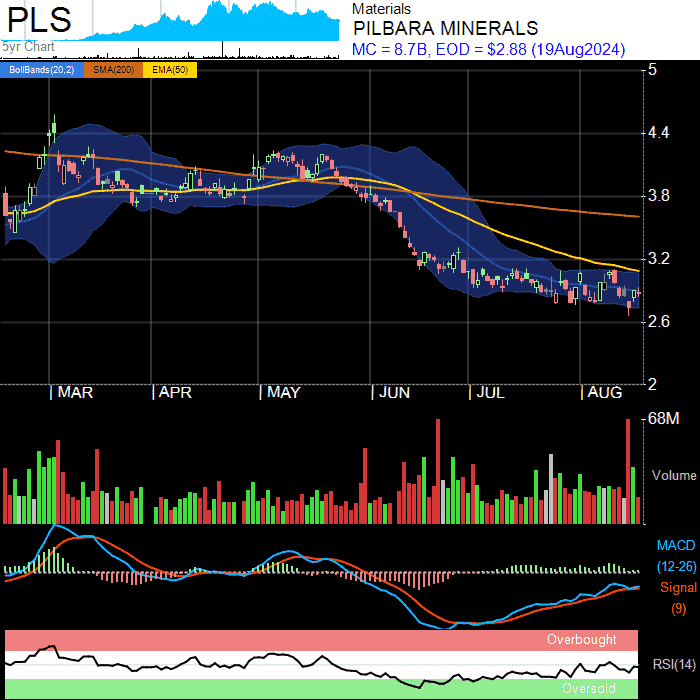 PLS
5yr Chart
Materials
PILBARA MINERALS
MC = 8.7B, EOD = $2.88 (19Aug2024)
BollBands(20,2) SMA(200) EMA(50)
5
4.4
3.8
3.2
2.6
2
MAR APR MAY JUN JUL AUG
68M
Volume
MACD
(12-26)
Signal
(9)
Overbought
RSI(14)
Oversold